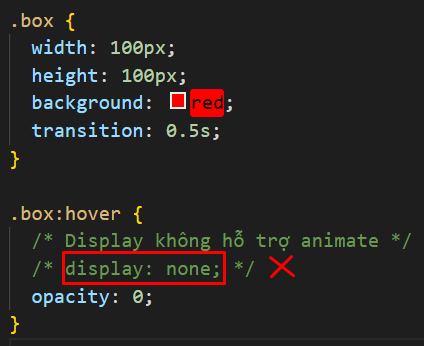 .box {
width: 100px;
height: 100px;
background: red;
transition: 0.5s;
}
.box:hover {
/* Display không hỗ trợ animate */
/* display: none; */
opacity: 0;
}